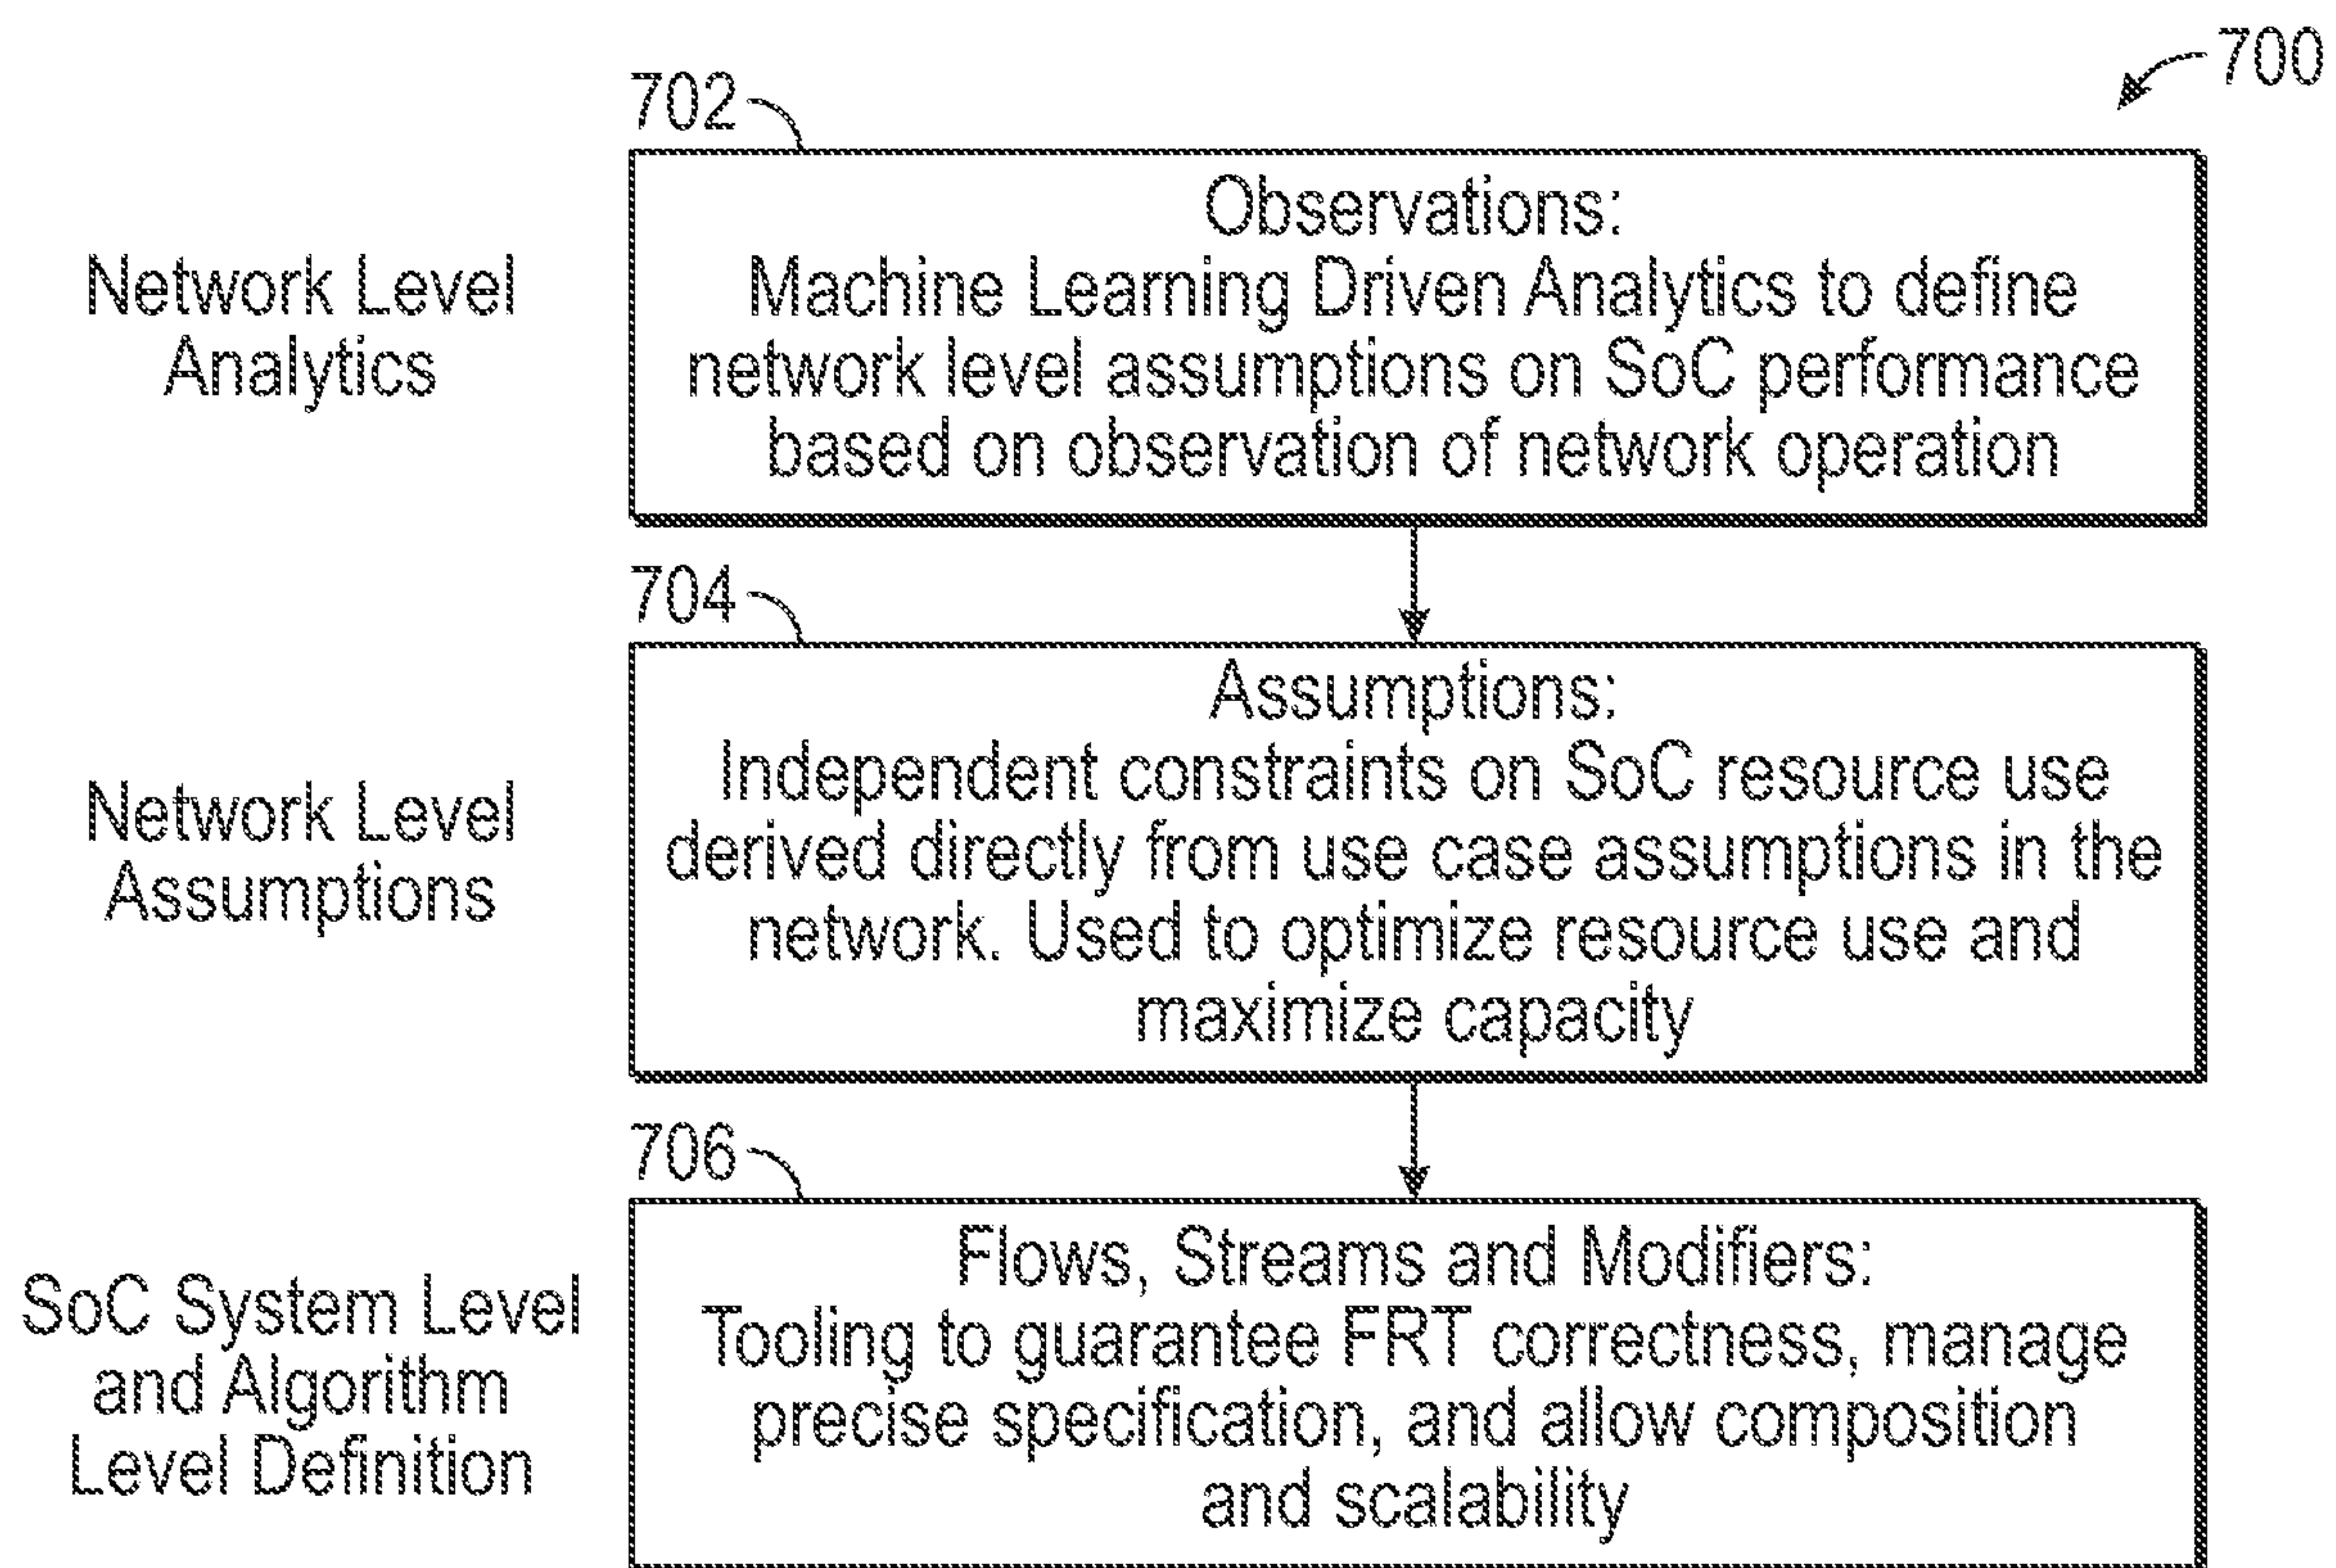 700
702
Observations:
Machine Learning Driven Analytics to define
network level assumptions on SoC performance
based on observation of network operation
Network Level
Analytics
704
Assumptions:
Independent constraints on SoC resource use
derived directly from use case assumptions in the
network. Used to optimize resource use and
maximize capacity
Network Level
Assumptions
706
Flows, Streams and Modifiers:
Tooling to guarantee FRT correctness, manage
precise specification, and allow composition
and scalability
SoC System Level
and Algorithm
Level Definition